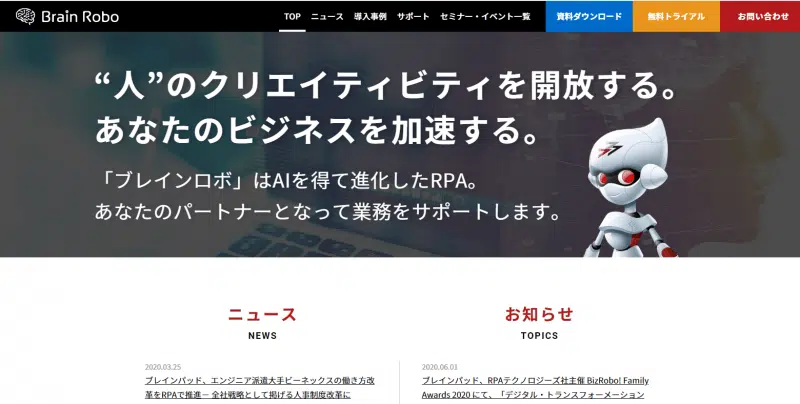 Brain Robo
TOP ニュース 導入事例 サポート セミナー・イベント一覧 資料ダウンロード 無料トライアル お問い合わせ
“人”のクリエイティビティを開放する。
あなたのビジネスを加速する。
「ブレインロボ」はAIを得て進化したRPA。
あなたのパートナーとなって業務をサポートします。
ニュース
NEWS
2020.03.25
ブレインパッド、エンジニア派遣大手ビーネックスの働き方改
革をRPAで推進－ 全社戦略として掲げる人事制度改革に
お知らせ
TOPICS
2020.06.03
ブレインパッド、RPAテクノロジーズ社主催 BizRobo! Family
Awards 2020 にて、「デジタル・トランスフォーメーション